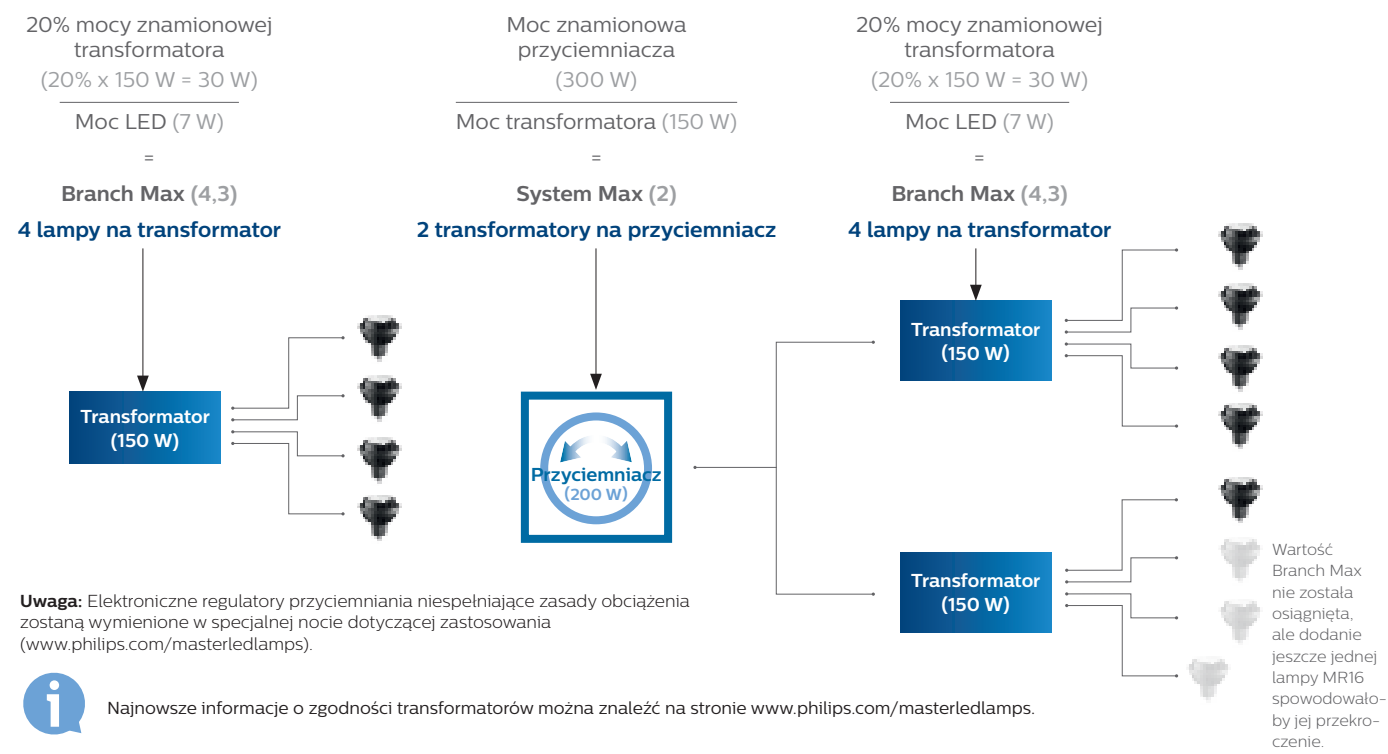 20% mocy znamionowej
transformatora
(20% x 150 W = 30 W)
Moc LED (7 W)
=
Branch Max (4,3)
4 lampy na transformator
Moc znamionowa
przyciemniacza
(300 W)
Moc transformatora (150 W)
=
System Max (2)
2 transformatory na przyciemniacz
20% mocy znamionowej
transformatora
(20% x 150 W = 30 W)
Moc LED (7 W)
=
Branch Max (4,3)
4 lampy na transformator
Transformator
(150 W)
Przyciemniacz
(200 W)
Transformator
(150 W)
Transformator
(150 W)
Wartość
Branch Max
nie została
osiągnięta,
ale dodanie
jeszcze jednej
lampy MR16
spowodowało-
by jej przekro-
czenie.
Uwaga: Elektroniczne regulatory przyciemniania niespełniające zasady obciążenia
zostaną wymienione w specjalnej nocie dotyczącej zastosowania
(www.philips.com/masterledlamps).
i
Najnowsze informacje o zgodności transformatorów można znaleźć na stronie www.philips.com/masterledlamps.